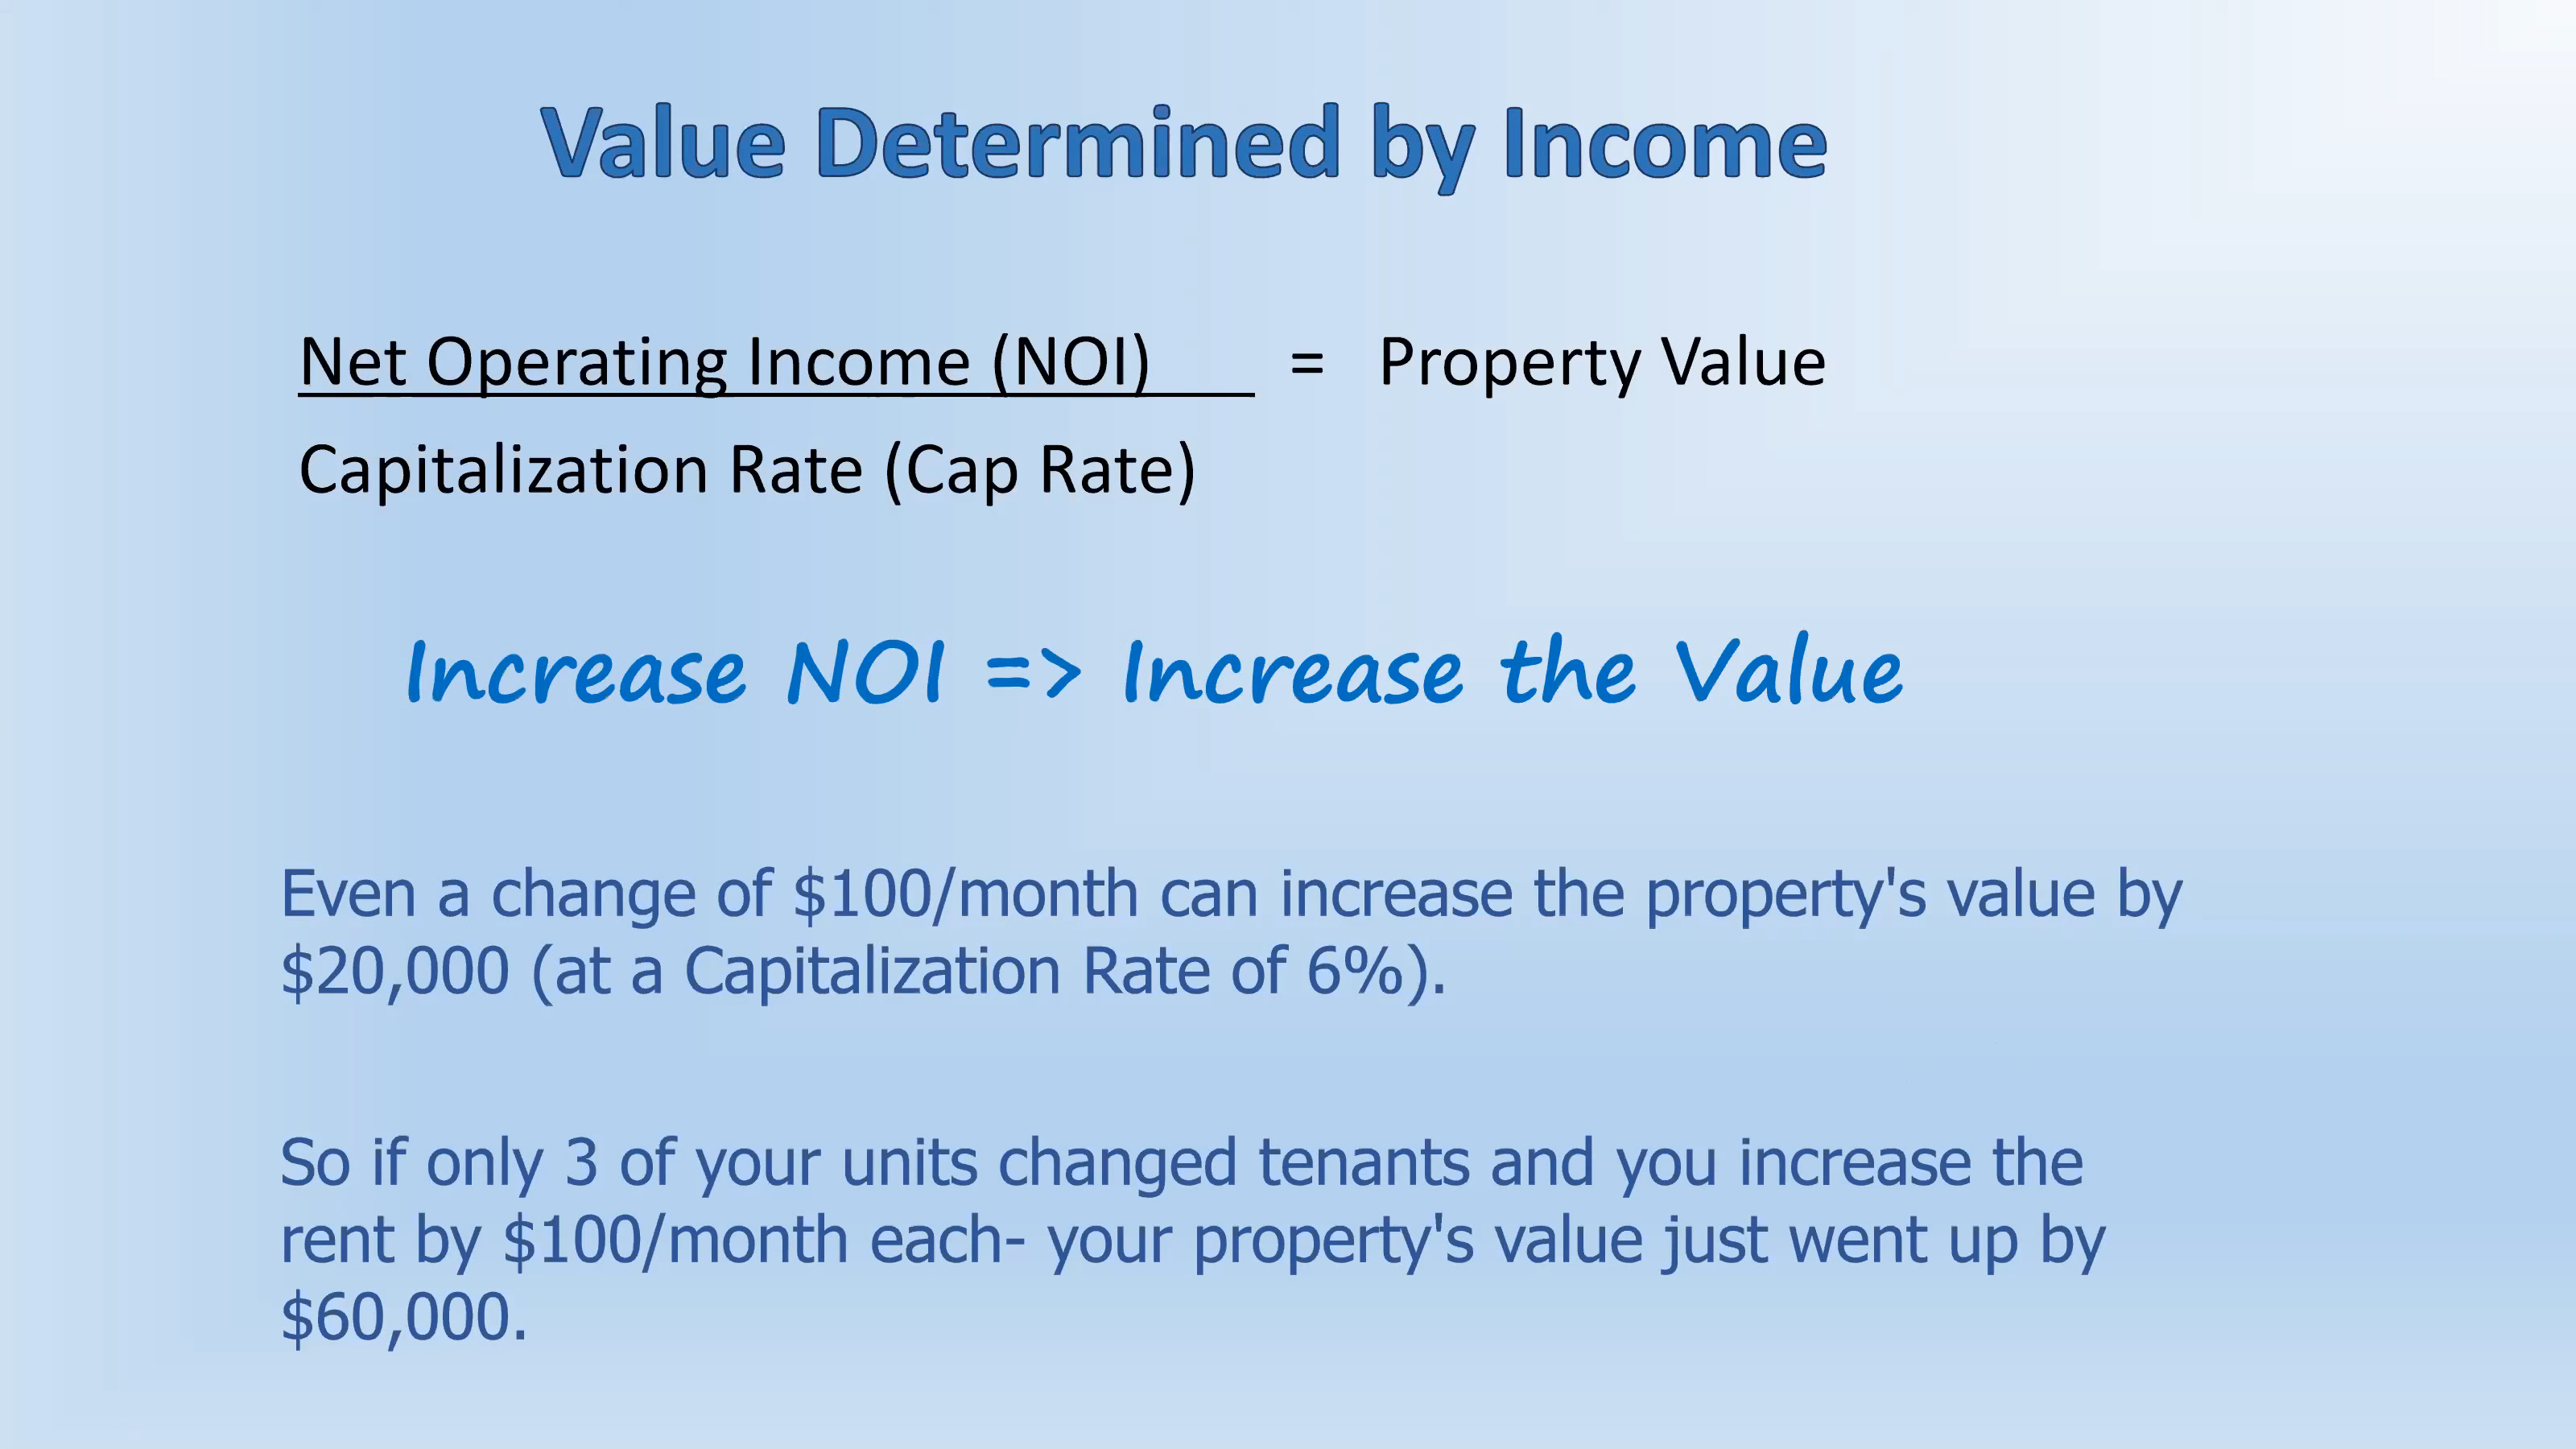 Value Determined by Income
Net Operating Income (NOI) = Property Value
Capitalization Rate (Cap Rate)
Increase NOI => Increase the Value
Even a change of $100/month can increase the property's value by
$20,000 (at a Capitalization Rate of 6%).
So if only 3 of your units changed tenants and you increase the
rent by $100/month each- your property's value just went up by
$60,000.